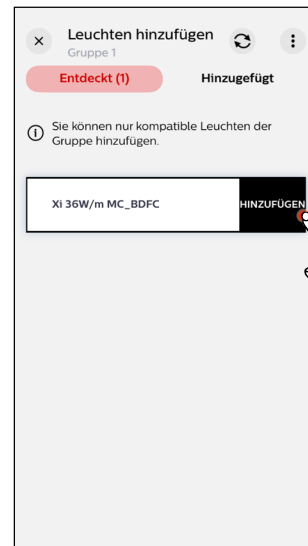 Leuchten hinzufügen
Gruppe 1
Entdeckt (1)
Hinzugefügt
Sie können nur kompatible Leuchten der
Gruppe hinzufügen.
Xi 36W/m MC_BDFC
HINZUFÜGEN